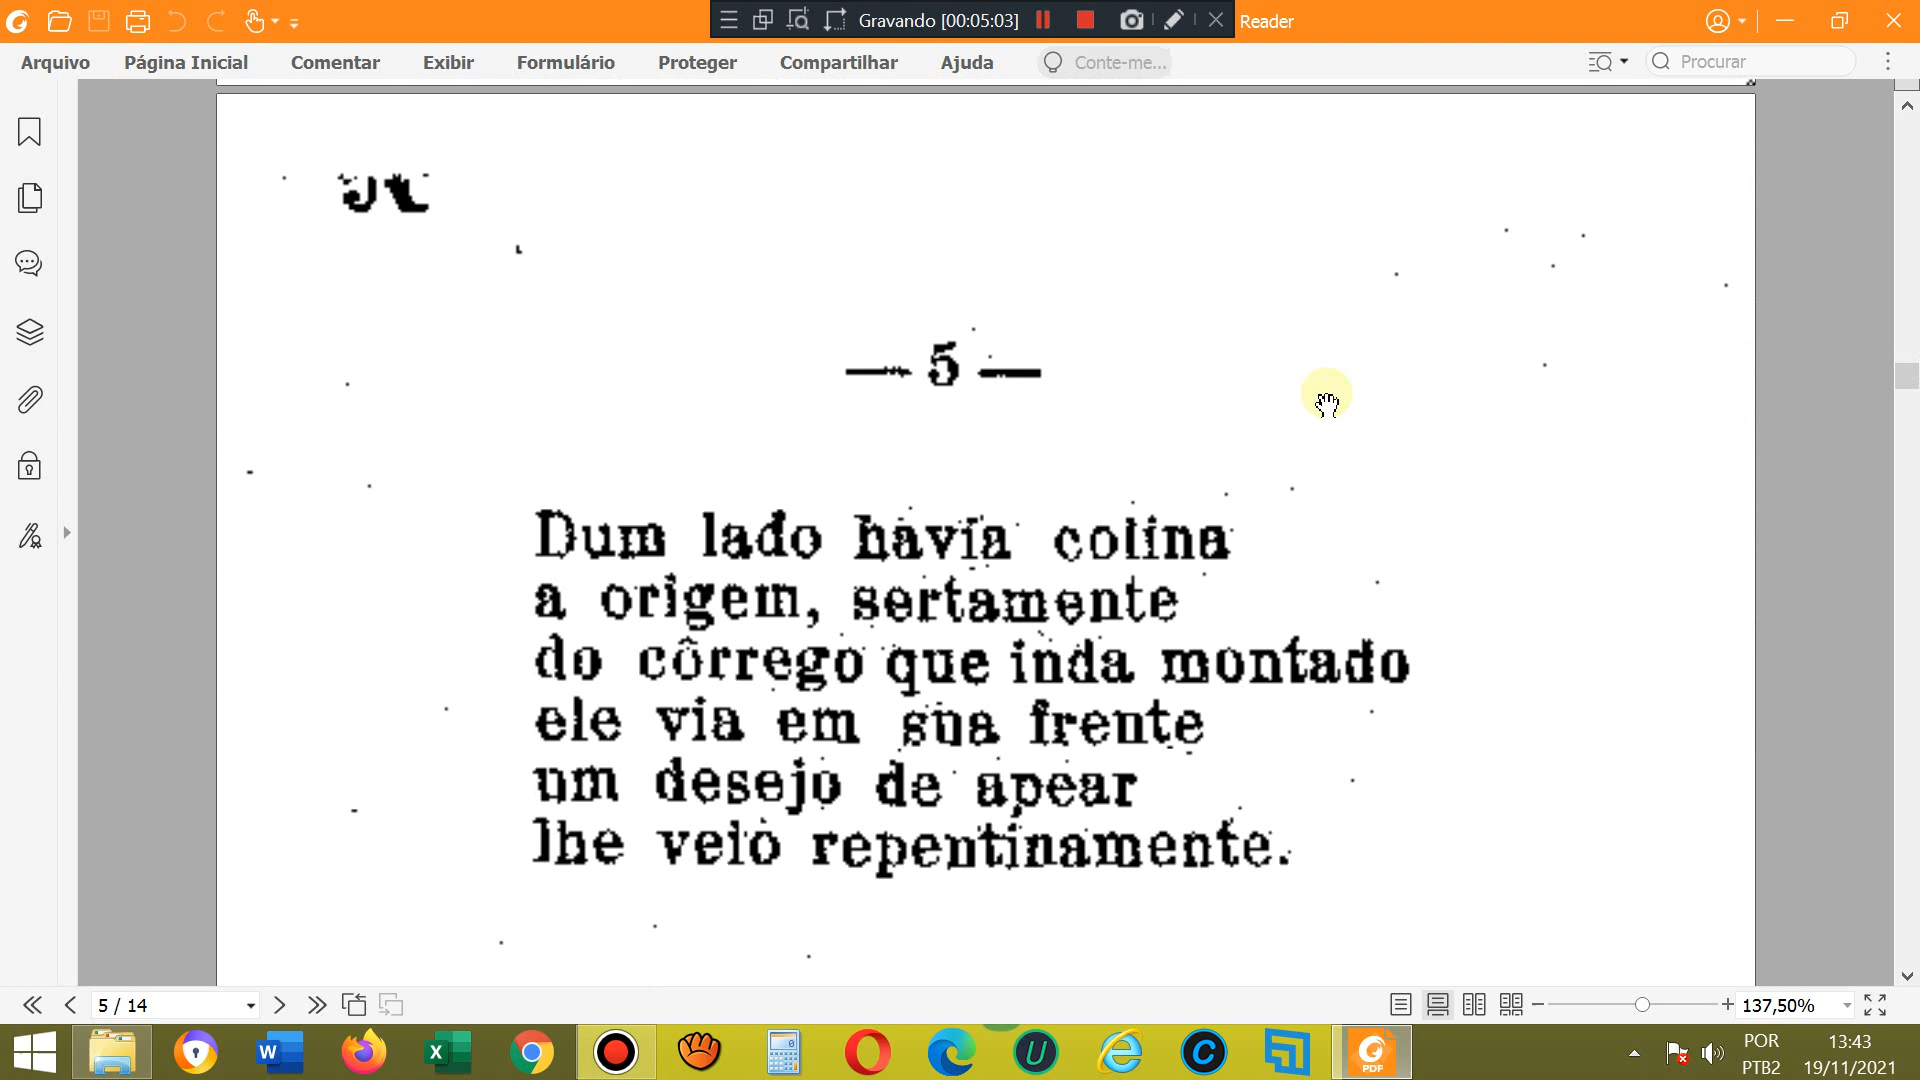 Gravando [00:05:03]
Reader
Arquivo
Página Inicial
Comentar
Exibir
Formulário
Proteger
Compartilhar
Ajuda
Conte-me...
Procurar
— 5 —
Dum lado havia colina
a origem, sertamente
do côrrego que inda montado
ele via em sua frente
um desejo de apear
lhe veio repentinamente.
5 / 14
137,50%
POR
13:43
PTB2
19/11/2021